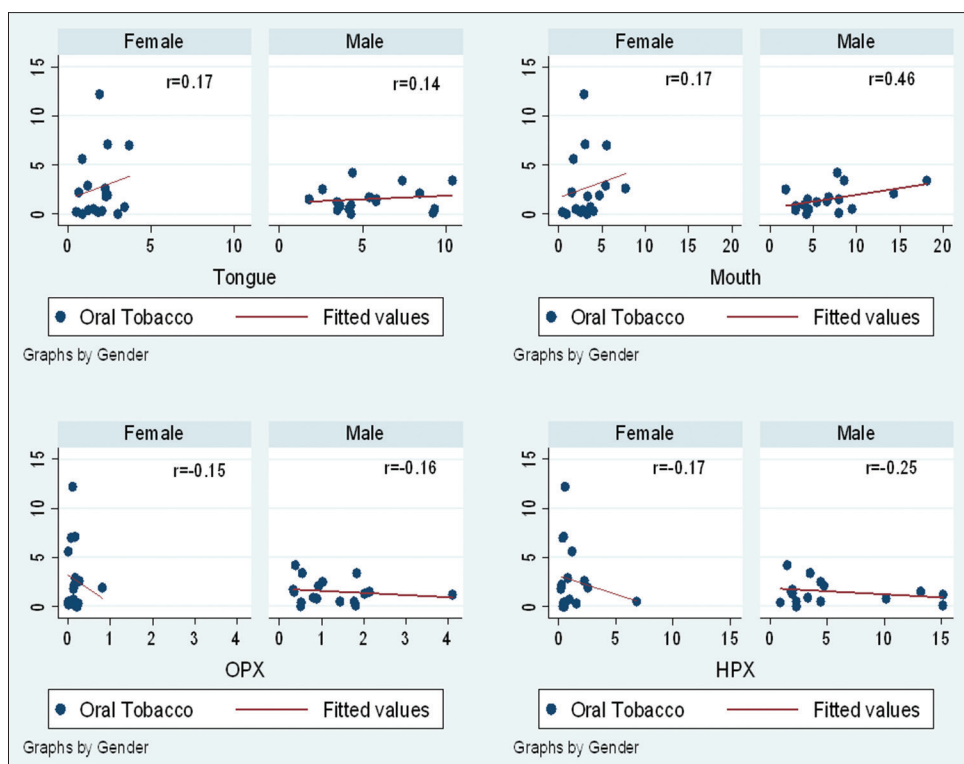 Female Male Female Male
r=0.17 r=0.14 r=0.17 r=0.46
15
10
5
0
15
10
5
0
0 5 10 0 5 10
0 5 10 15 20 0 5 10 15 20
Tongue Mouth
Oral Tobacco Fitted values
Oral Tobacco Fitted values
Graphs by Gender Graphs by Gender
Female Male Female Male
r=-0.15 r=-0.16 r=-0.17 r=-0.25
15
10
5
0
15
10
5
0
0 1 2 3 4 0 1 2 3 4
0 5 10 15 0 5 10 15
OPX HPX
Oral Tobacco Fitted values
Oral Tobacco Fitted values
Graphs by Gender Graphs by Gender